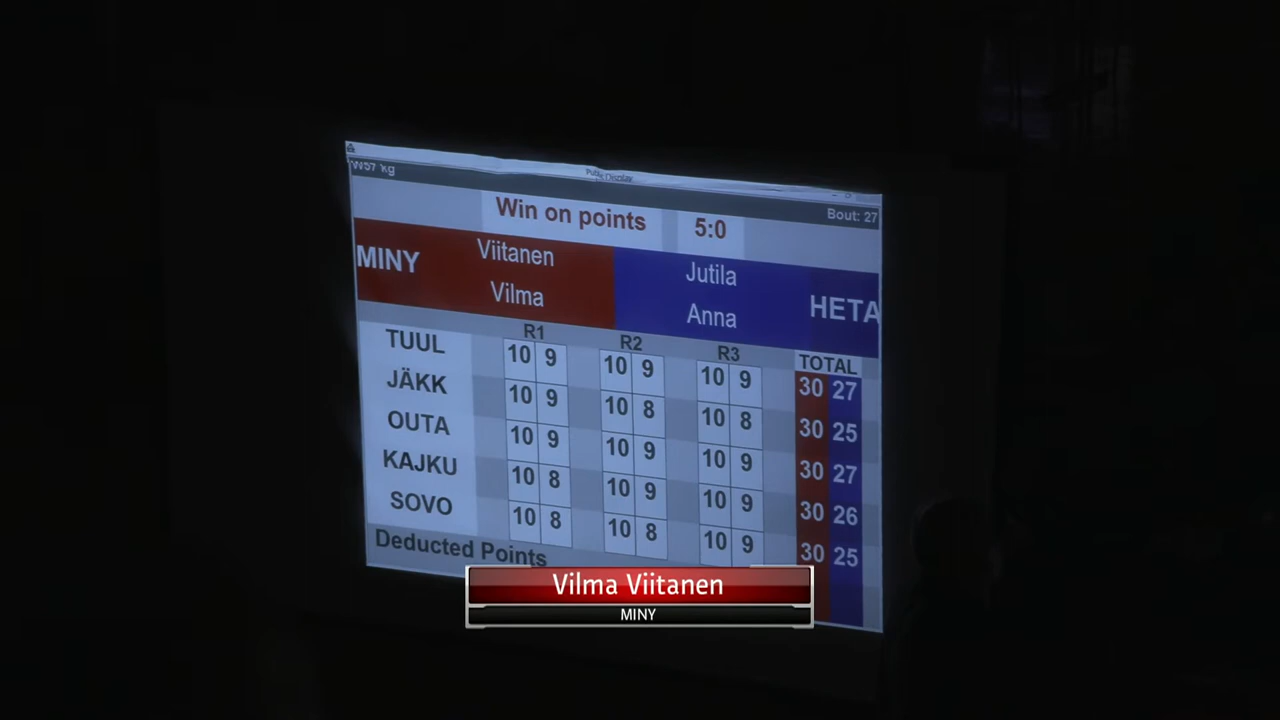 W57 kg
Public Display
Bout: 27
Win on points 5:0
MINY Viitanen Vilma Jutila Anna HETA
R1 R2 R3 TOTAL
TUUL 10 9 10 9 10 9 30 27
JÄKK 10 9 10 8 10 8 30 25
OUTA 10 9 10 9 10 9 30 27
KAJKU 10 8 10 9 10 9 30 26
SOVO 10 8 10 8 10 9 30 25
Deducted Points
Vilma Viitanen
MINY